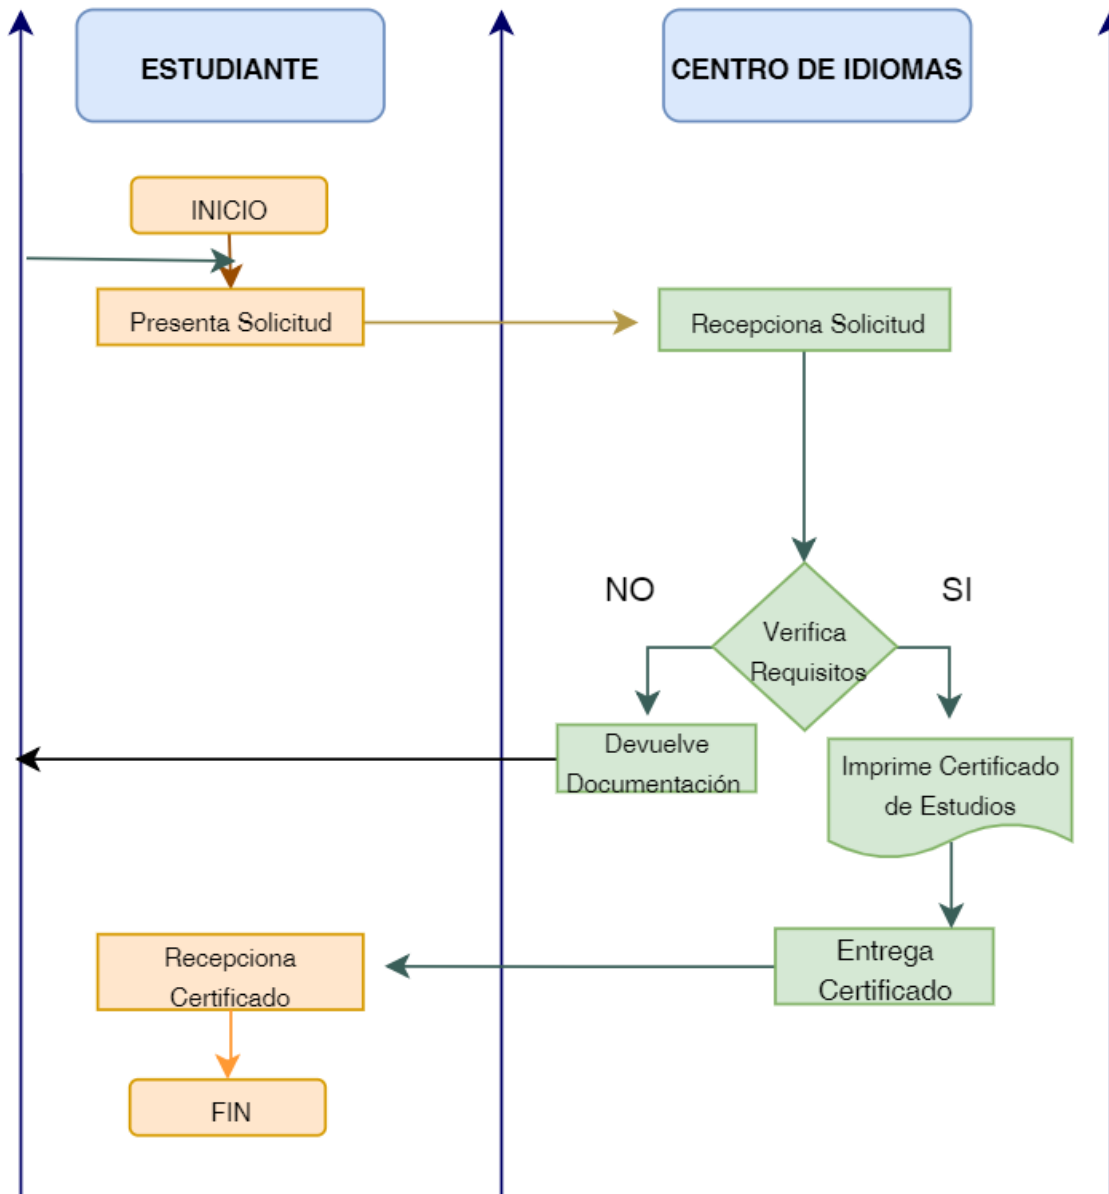 ESTUDIANTE
CENTRO DE IDIOMAS
INICIO
Presenta Solicitud
Recepciona Solicitud
NO
SI
Verifica
Requisitos
Devuelve
Documentación
Imprime Certificado
de Estudios
Recepciona
Certificado
Entrega
Certificado
FIN